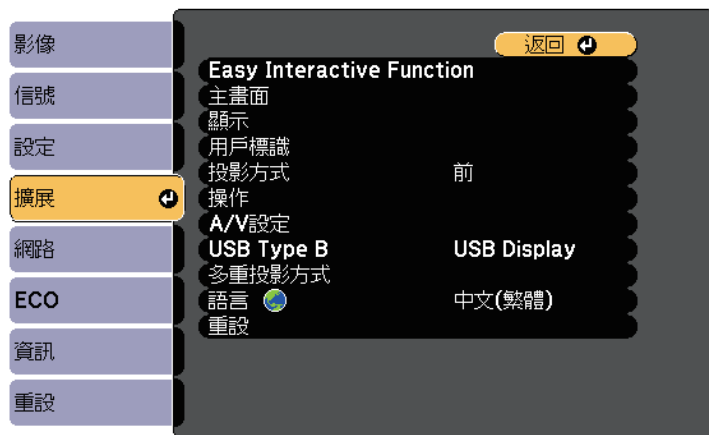 影像
信號
設定
擴展
網路
ECO
資訊
重設
返回
Easy Interactive Function
主畫面
顯示
用戶標識
投影方式 前
操作
A/V設定
USB Type B USB Display
多重投影方式
語言 中文(繁體)
重設